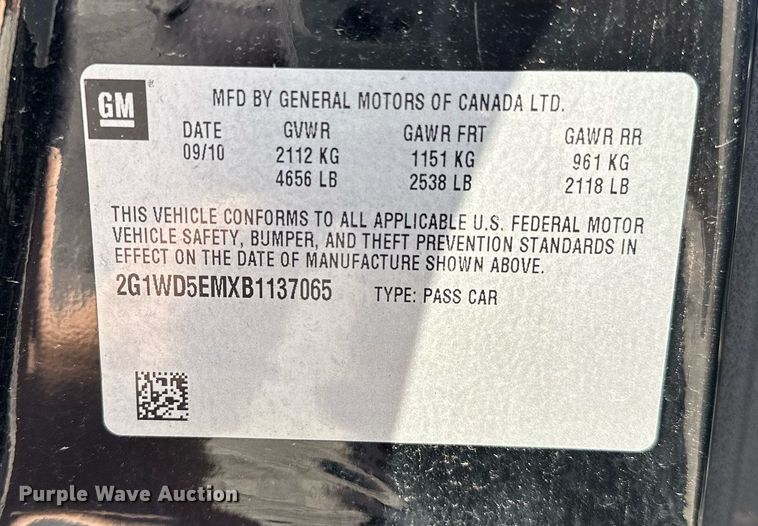 GM
MFD BY GENERAL MOTORS OF CANADA LTD.
DATE GVWR GAWR FRT GAWR RR
09/10 2112 KG 1151 KG 961 KG
4656 LB 2538 LB 2118 LB
THIS VEHICLE CONFORMS TO ALL APPLICABLE U.S. FEDERAL MOTOR
VEHICLE SAFETY, BUMPER, AND THEFT PREVENTION STANDARDS IN
EFFECT ON THE DATE OF MANUFACTURE SHOWN ABOVE.
2G1WD5EMXB1137065 TYPE: PASS CAR
Purple Wave Auction